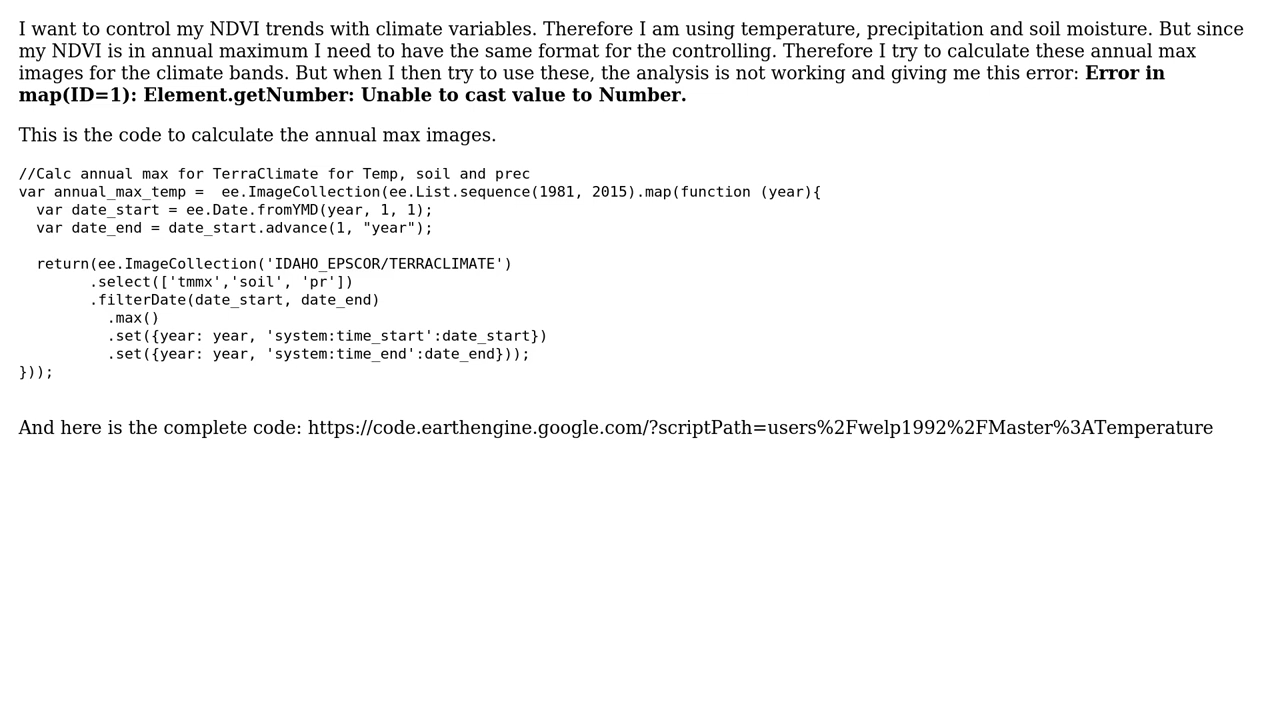 I want to control my NDVI trends with climate variables. Therefore I am using temperature, precipitation and soil moisture. But since
my NDVI is in annual maximum I need to have the same format for the controlling. Therefore I try to calculate these annual max
images for the climate bands. But when I then try to use these, the analysis is not working and giving me this error: Error in
map(ID=1): Element.getNumber: Unable to cast value to Number.
This is the code to calculate the annual max images.
//Calc annual max for TerraClimate for Temp, soil and prec
var annual_max_temp =  ee.ImageCollection(ee.List.sequence(1981, 2015).map(function (year){
  var date_start = ee.Date.fromYMD(year, 1, 1);
  var date_end = date_start.advance(1, "year");
  return(ee.ImageCollection('IDAHO_EPSCOR/TERRACLIMATE')
        .select(['tmmx','soil', 'pr'])
        .filterDate(date_start, date_end)
          .max()
          .set({year: year, 'system:time_start':date_start})
          .set({year: year, 'system:time_end':date_end}));
}));
And here is the complete code: https://code.earthengine.google.com/?scriptPath=users%2Fwelp1992%2FMaster%3ATemperature